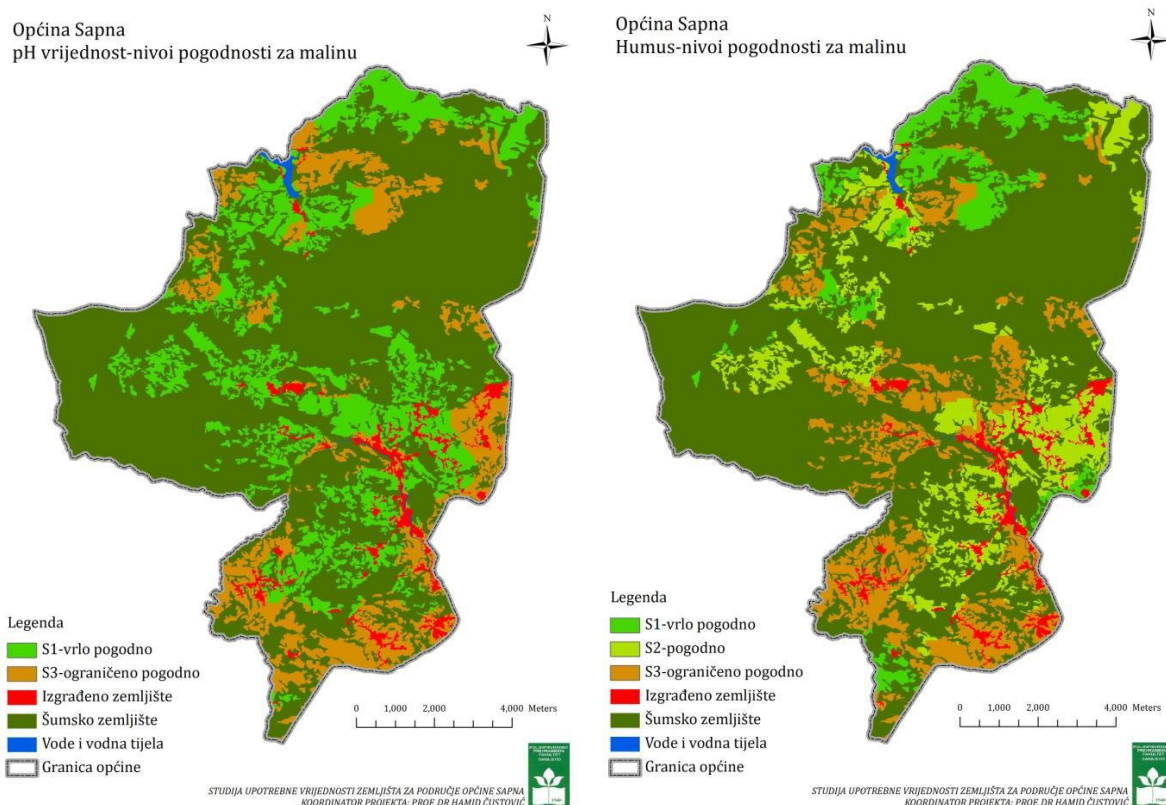 Općina Sapna
pH vrijednost-nivoi pogodnosti za malinu
N
Legenda
S1-vrlo pogodno
S3-ograničeno pogodno
Izgrađeno zemljište
Šumsko zemljište
Vode i vodna tijela
Granica općine
0 1,000 2,000 4,000 Meters
STUDIJA UPOTREBNE VRIJEDNOSTI ZEMLJIŠTA ZA PODRUČJE OPĆINE SAPNA
KOORDINATOR PROJEKTA: PROF. DR HAMID ČUSTOVIĆ
Općina Sapna
Humus-nivoi pogodnosti za malinu
N
Legenda
S1-vrlo pogodno
S2-pogodno
S3-ograničeno pogodno
Izgrađeno zemljište
Šumsko zemljište
Vode i vodna tijela
Granica općine
0 1,000 2,000 4,000 Meters
STUDIJA UPOTREBNE VRIJEDNOSTI ZEMLJIŠTA ZA PODRUČJE OPĆINE SAPNA
KOORDINATOR PROJEKTA: PROF. DR HAMID ČUSTOVIĆ